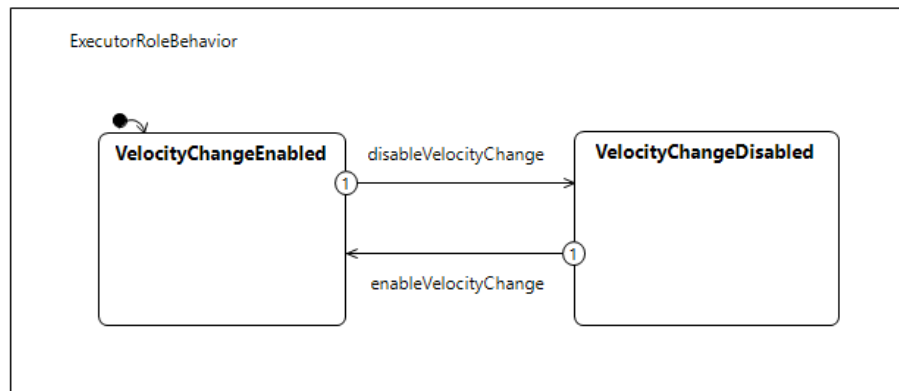 ExecutorRoleBehavior
VelocityChangeEnabled
disableVelocityChange
VelocityChangeDisabled
1
1
enableVelocityChange